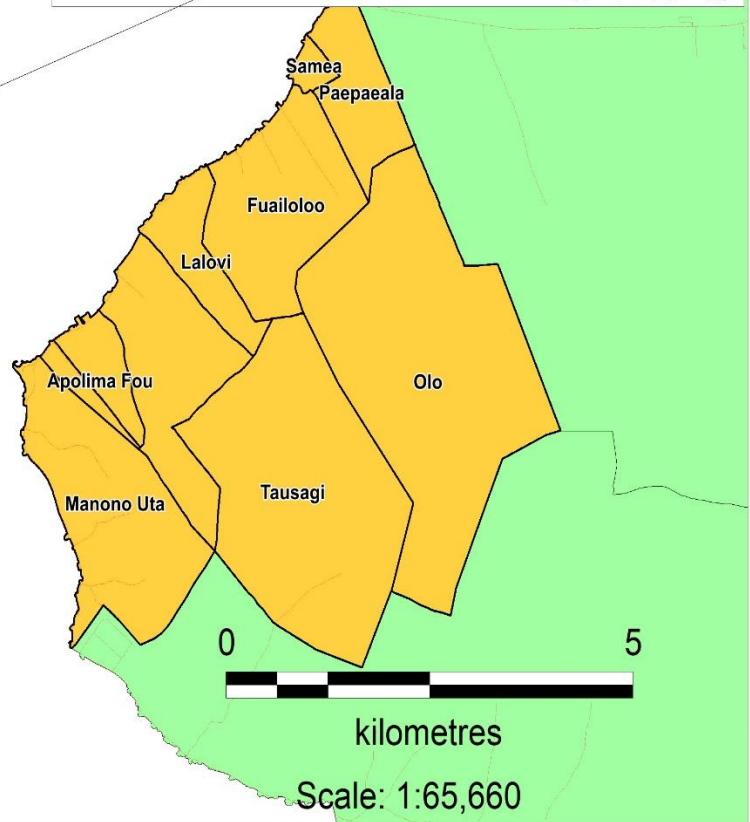 Samea
Paepaeala
Fuailoloo
Lalovi
Apolima Fou
Olo
Manono Uta
Tausagi
0 5
kilometres
Scale: 1:65,660